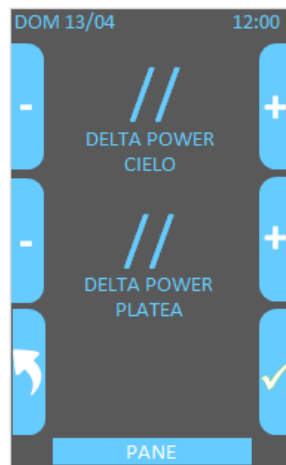 DOM 13/04 12:00
- // +
DELTA POWER
CIELO
- // +
DELTA POWER
PLATEA
PANE